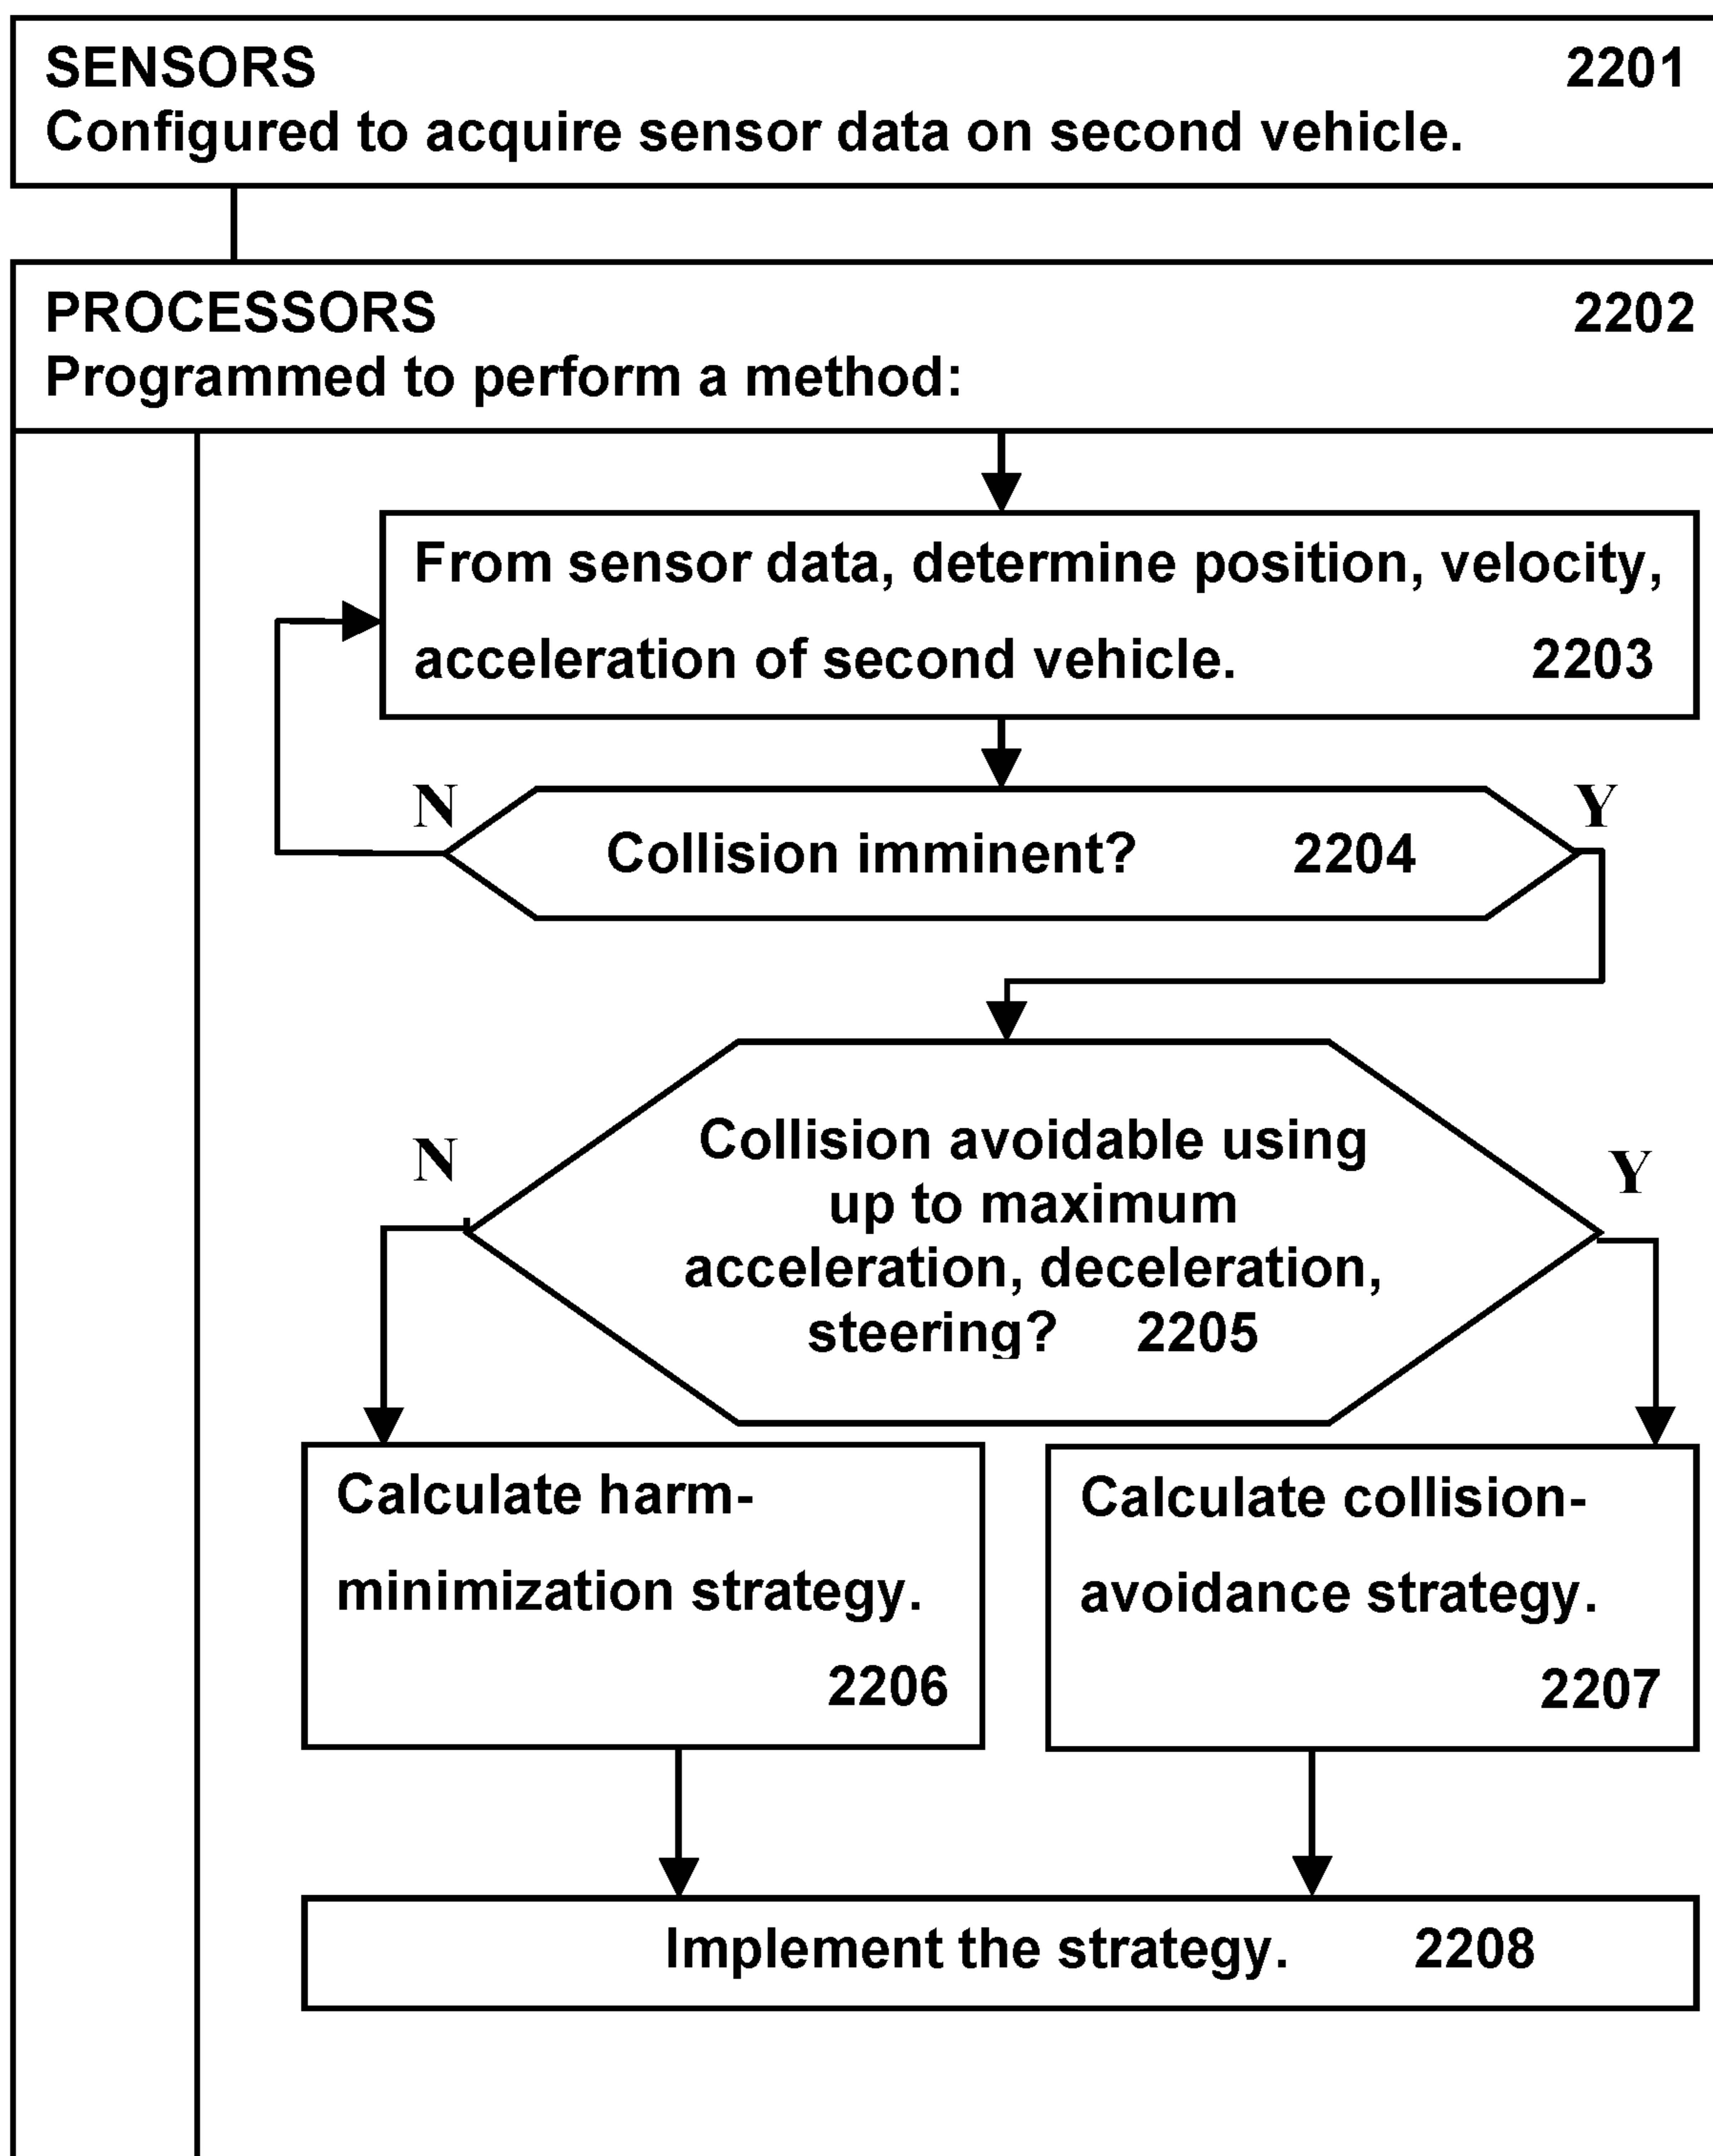 SENSORS 2201
Configured to acquire sensor data on second vehicle.
PROCESSORS 2202
Programmed to perform a method:
From sensor data, determine position, velocity,
acceleration of second vehicle. 2203
N Y
Collision imminent? 2204
Collision avoidable using
N Y
up to maximum
acceleration, deceleration,
steering? 2205
Calculate harm-
minimization strategy.
2206
Calculate collision-
avoidance strategy.
2207
Implement the strategy. 2208